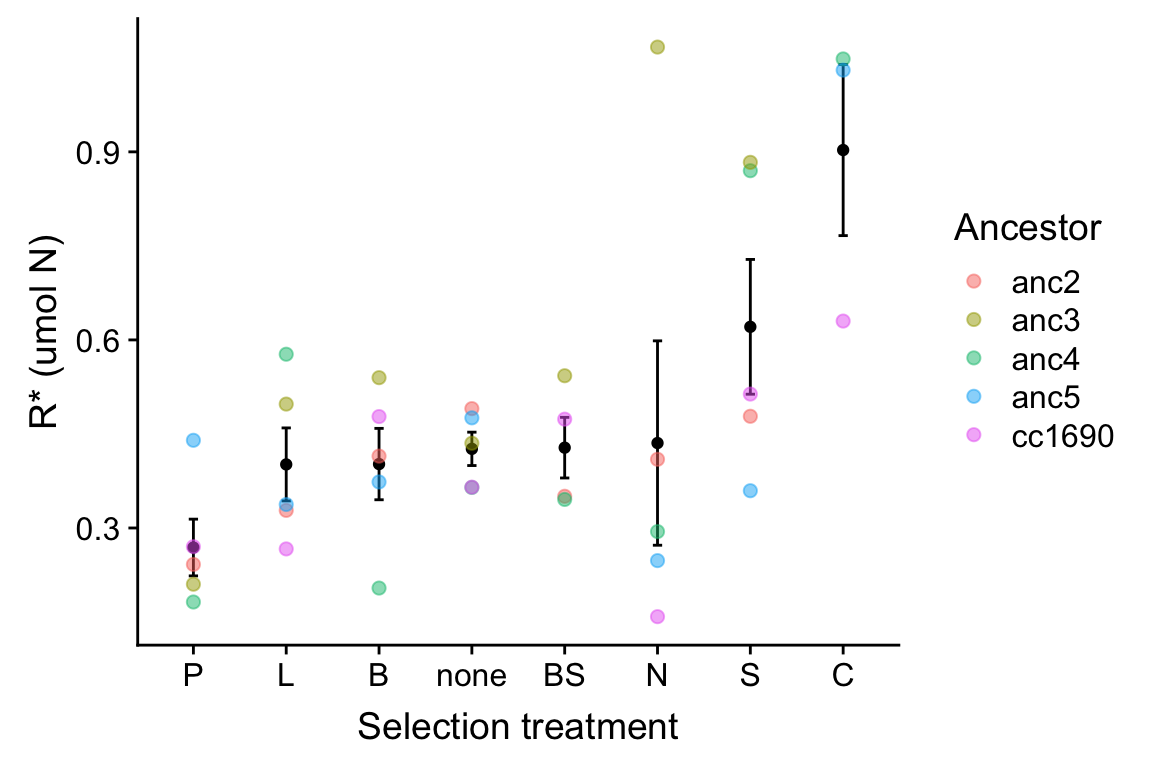 R* (umol N)
0.9
0.6
0.3
P L B none BS N S C
Selection treatment
Ancestor
anc2
anc3
anc4
anc5
cc1690